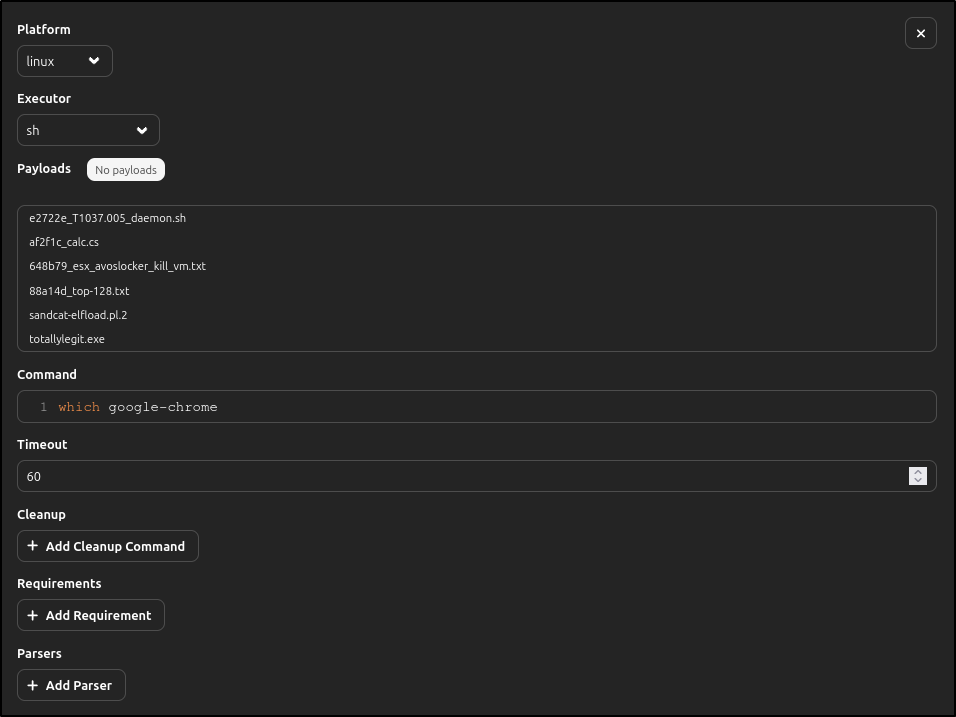 Platform
linux
Executor
sh
Payloads No payloads
e2722e_T1037.005_daemon.sh
af2f1c_calc.cs
648b79_esx_avoslocker_kill_vm.txt
88a14d_top-128.txt
sandcat-elfload.pl.2
totallylegit.exe
Command
1 which google-chrome
Timeout
60
Cleanup
+ Add Cleanup Command
Requirements
+ Add Requirement
Parsers
+ Add Parser